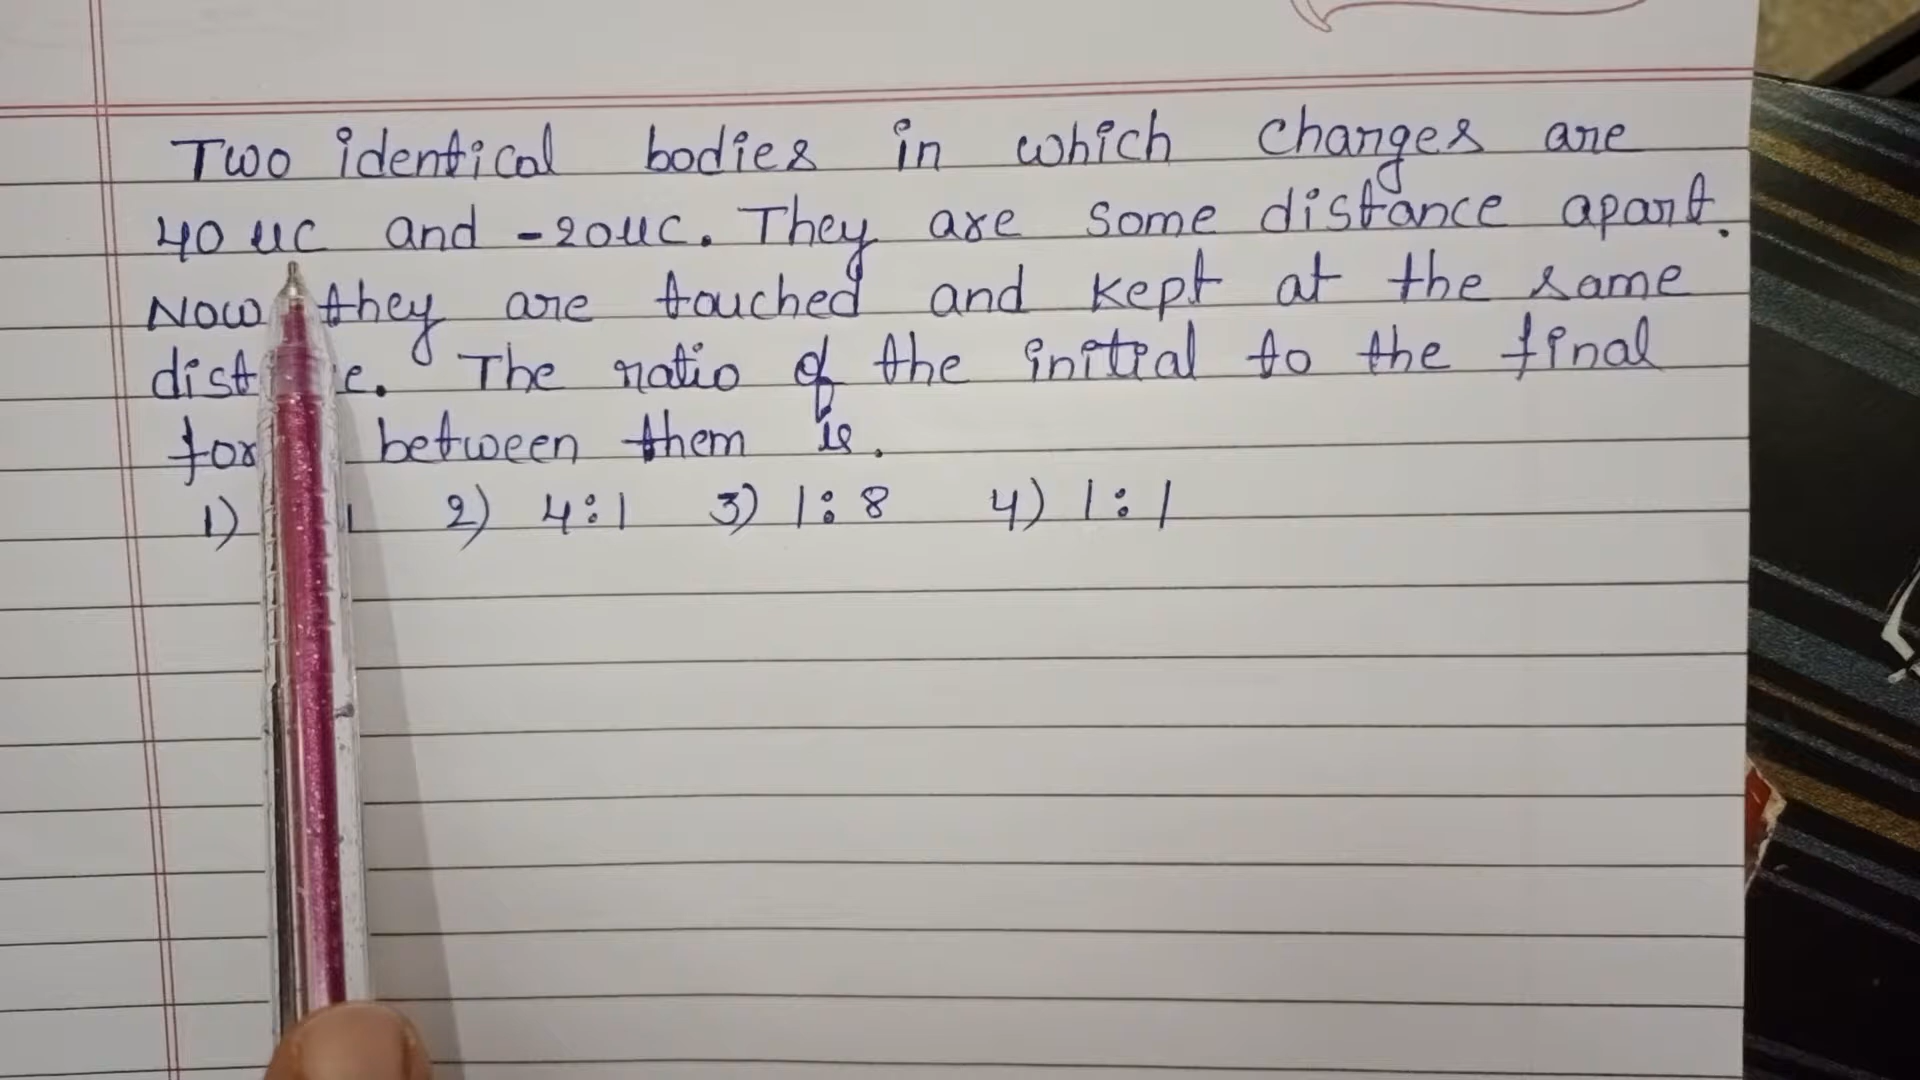 Two identical bodies in which charges are
40 uc and -20uc. They are some distance apart.
Now they are touched and kept at the same
The ratio of the initial to the final
between them is.
1) 2) 4:1 3) 1:8 4) 1:1